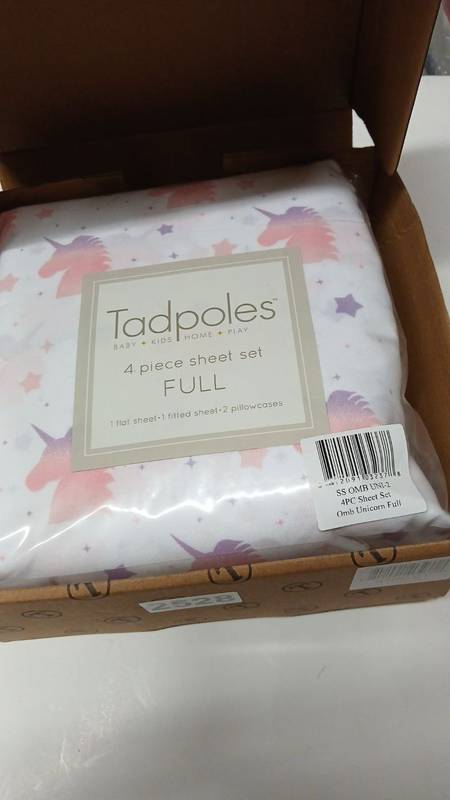 Tadpoles™
BABY • KIDS • HOME • PLAY
4 piece sheet set
FULL
1 flat sheet • 1 fitted sheet • 2 pillowcases
SS OMB UNI-2
4PC Sheet Set
Omb Unicorn Full
2528